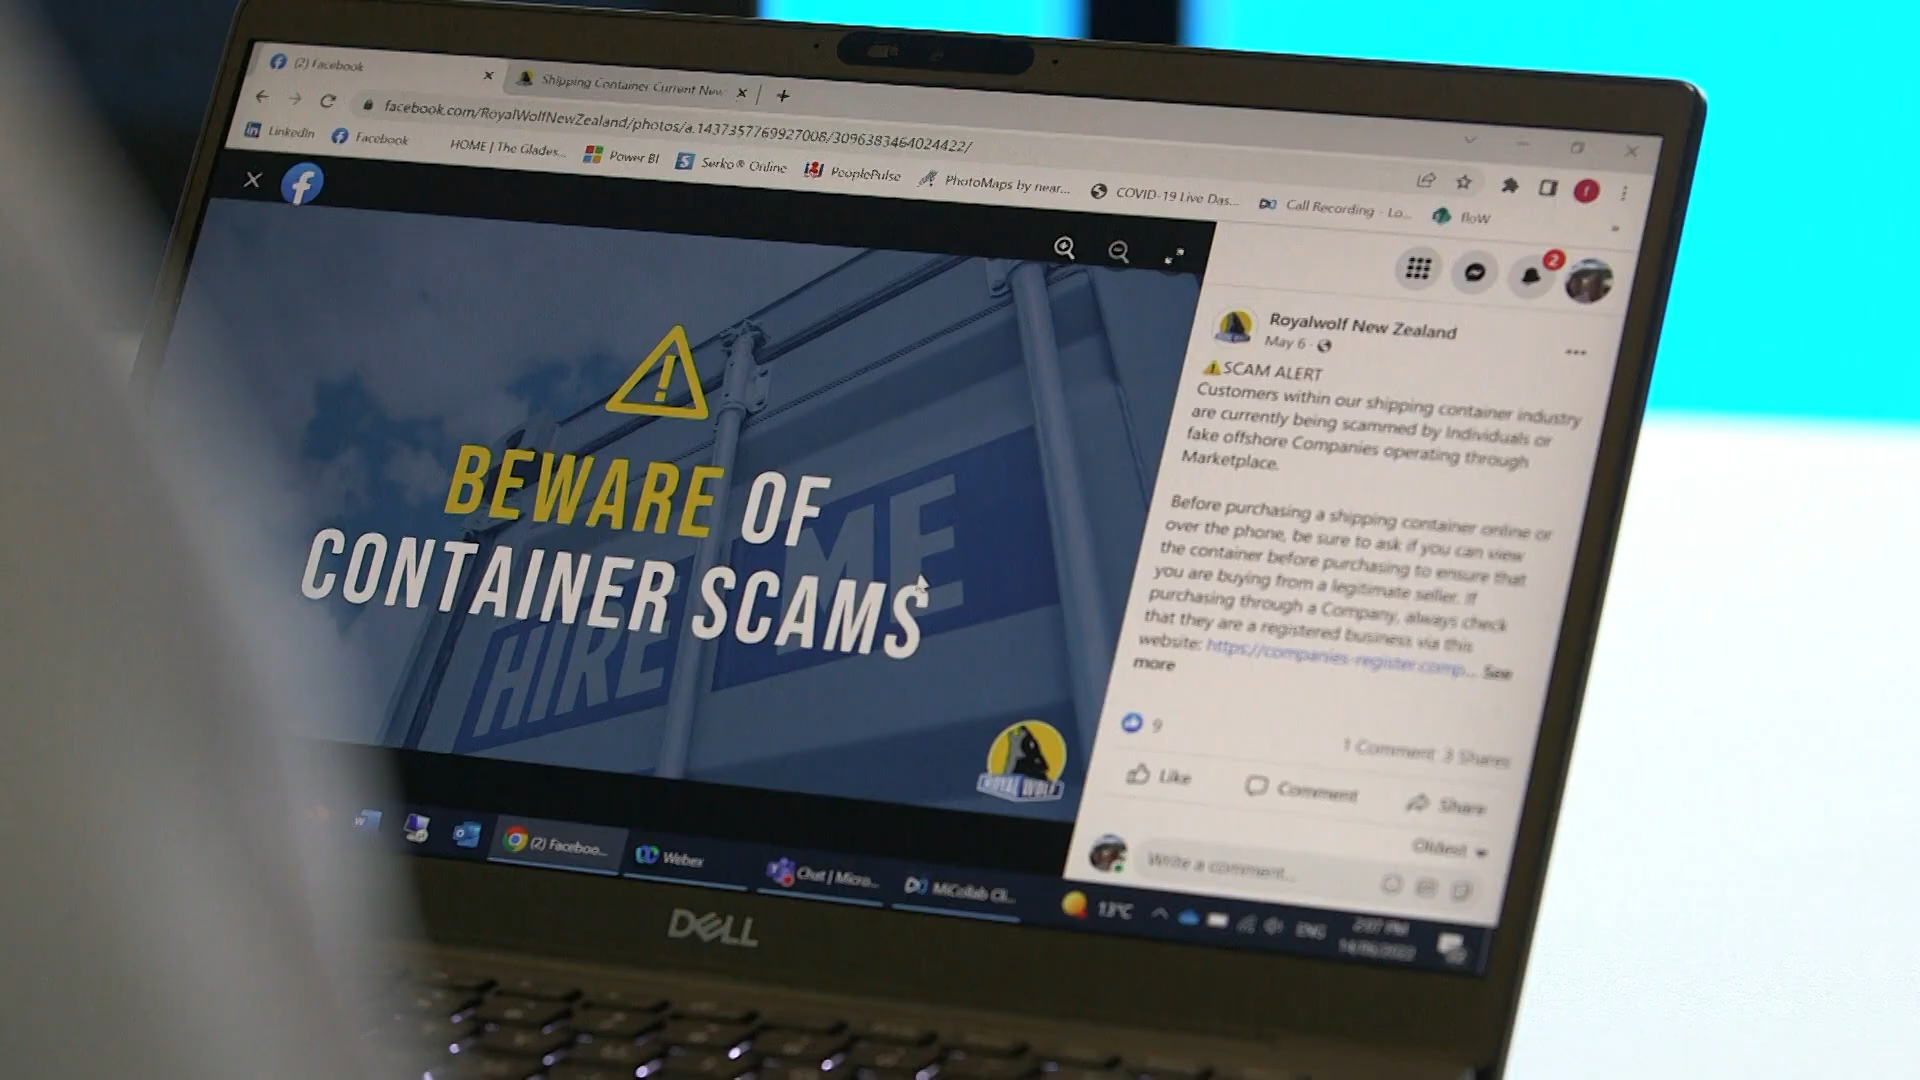 (2) Facebook
Shipping Container Current New
facebook.com/RoyalWolfNewZealand/photos/a.1437357769927008/3096383464024422/
LinkedIn
Facebook
HOME | The Glades...
Power BI
Serko® Online
PeoplePulse
PhotoMaps by near...
COVID-19 Live Das...
Call Recording - Lo...
floW
2
BEWARE OF
CONTAINER SCAMS
HIRE ME
ROYAL WOLF
Royalwolf New Zealand
May 6
SCAM ALERT
Customers within our shipping container industry
are currently being scammed by Individuals or
fake offshore Companies operating through
Marketplace.
Before purchasing a shipping container online or
over the phone, be sure to ask if you can view
the container before purchasing to ensure that
you are buying from a legitimate seller. If
purchasing through a Company, always check
that they are a registered business via this
website: https://companies-register.comp... See
more
9
1 Comment 3 Shares
Like
Comment
Share
Oldest
Write a comment...
(2) Faceboo...
Webex
Chat | Micro...
MiCollab Cl...
13°C
ENG
2:07 PM
DELL